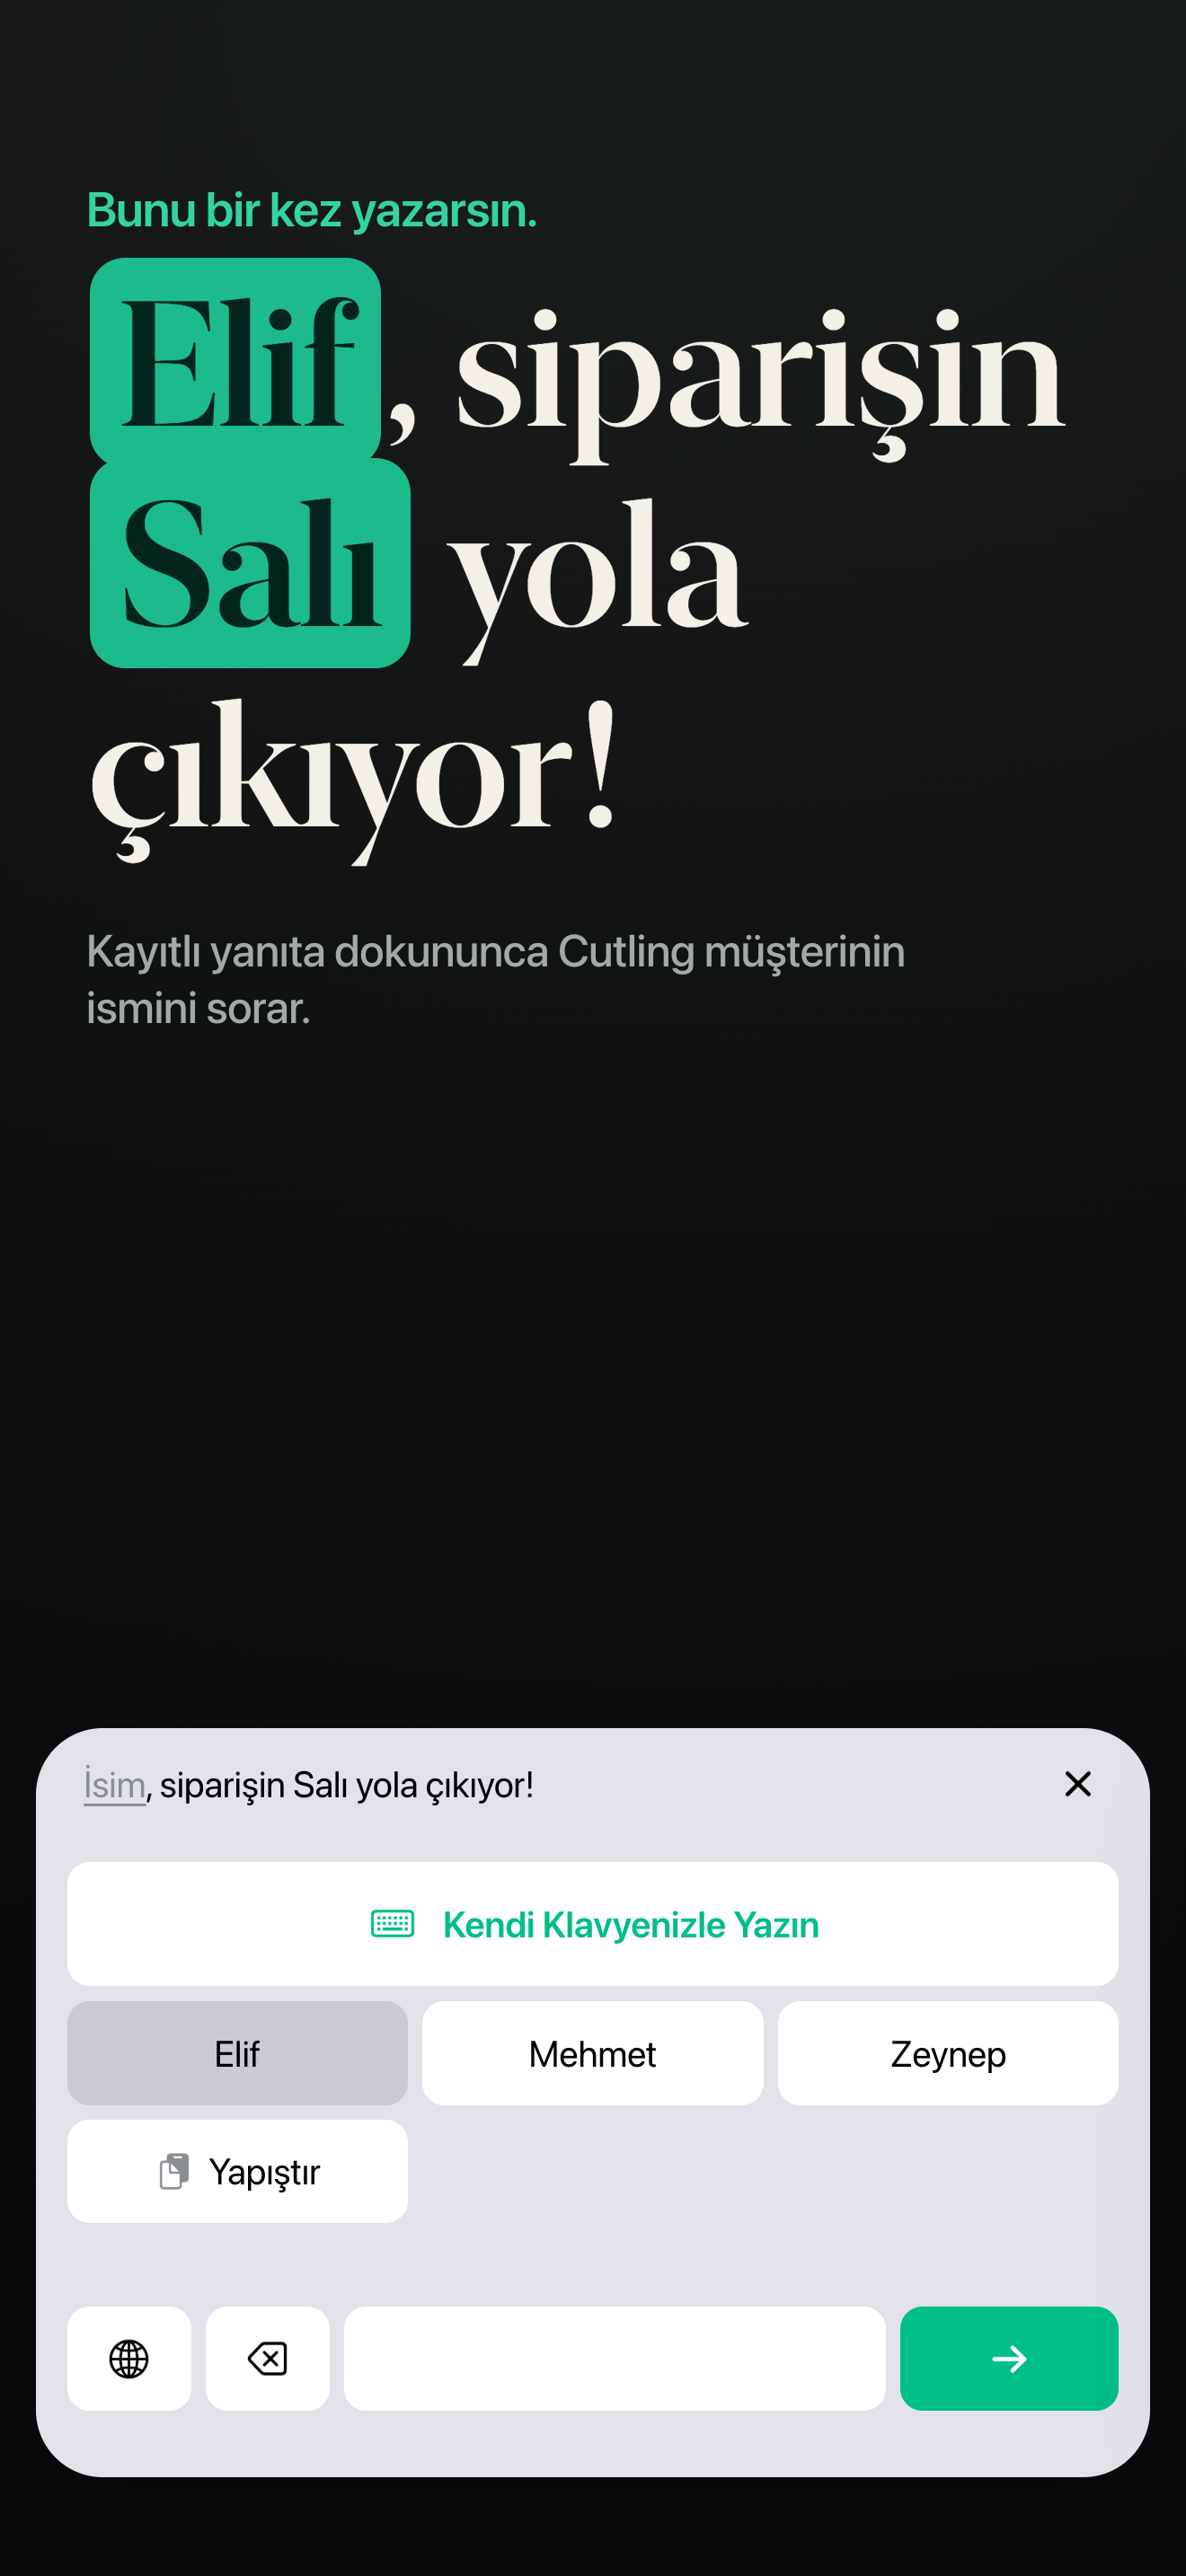 Bunu bir kez yazarsın.
Elif, siparişin
Salı yola
çıkıyor!
Kayıtlı yanıta dokununca Cutling müşterinin
ismini sorar.
İsim, siparişin Salı yola çıkıyor!
Kendi Klavyenizle Yazın
Elif
Mehmet
Zeynep
Yapıştır